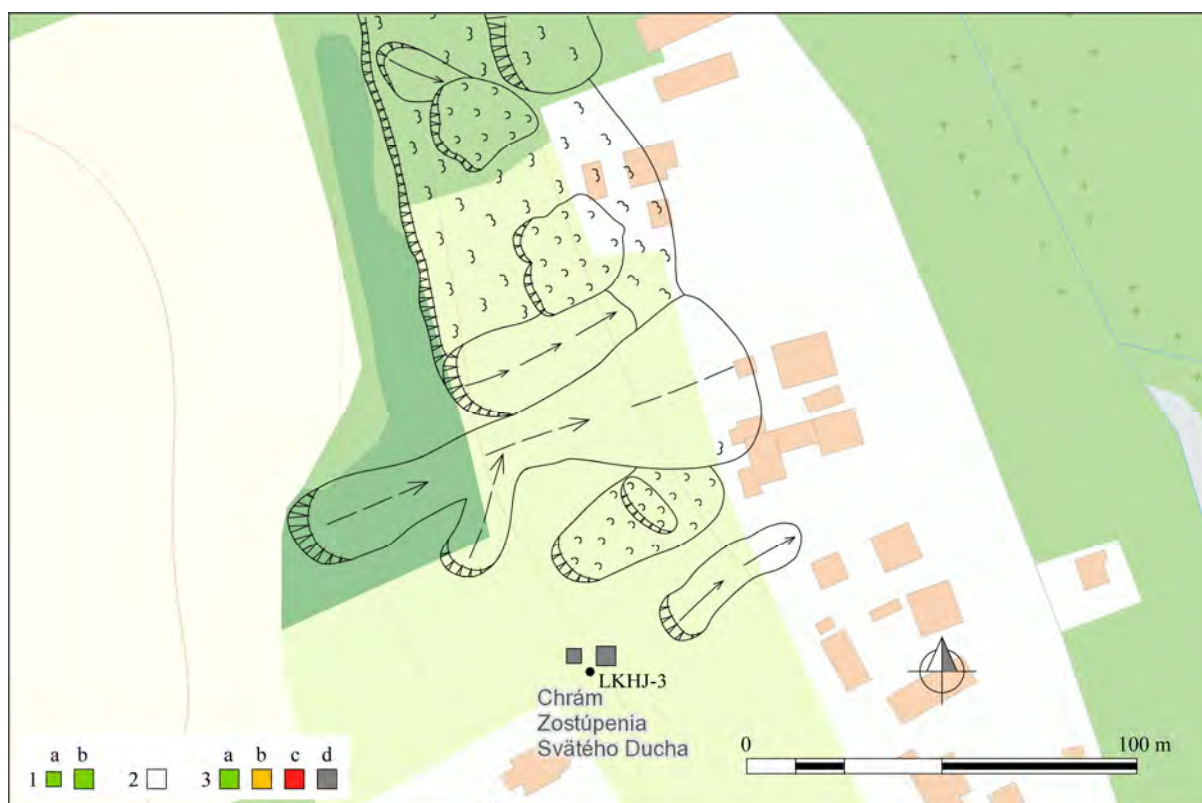 LKHJ-3
Chrám
Zostúpenia
Svätého Ducha
0 100 m
a b a b c d
1 2 3